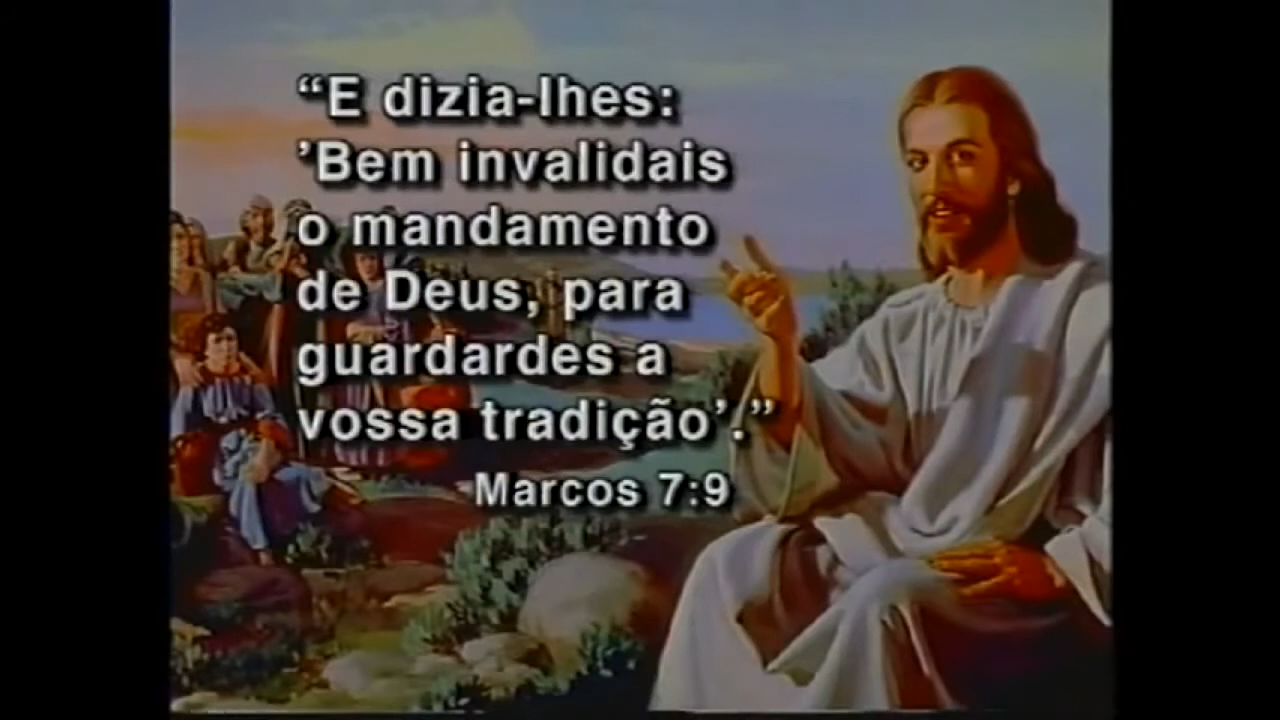 “E dizia-lhes:
’Bem invalidais
o mandamento
de Deus, para
guardardes a
vossa tradição’.”
Marcos 7:9